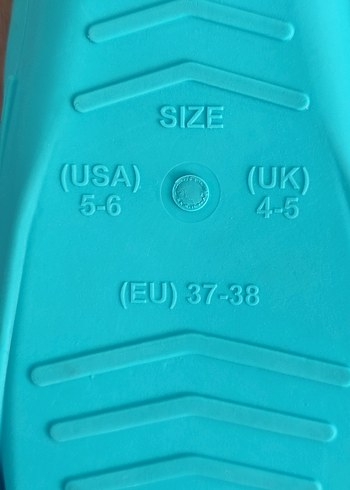 SIZE
(USA) (UK)
5-6 4-5
(EU) 37-38